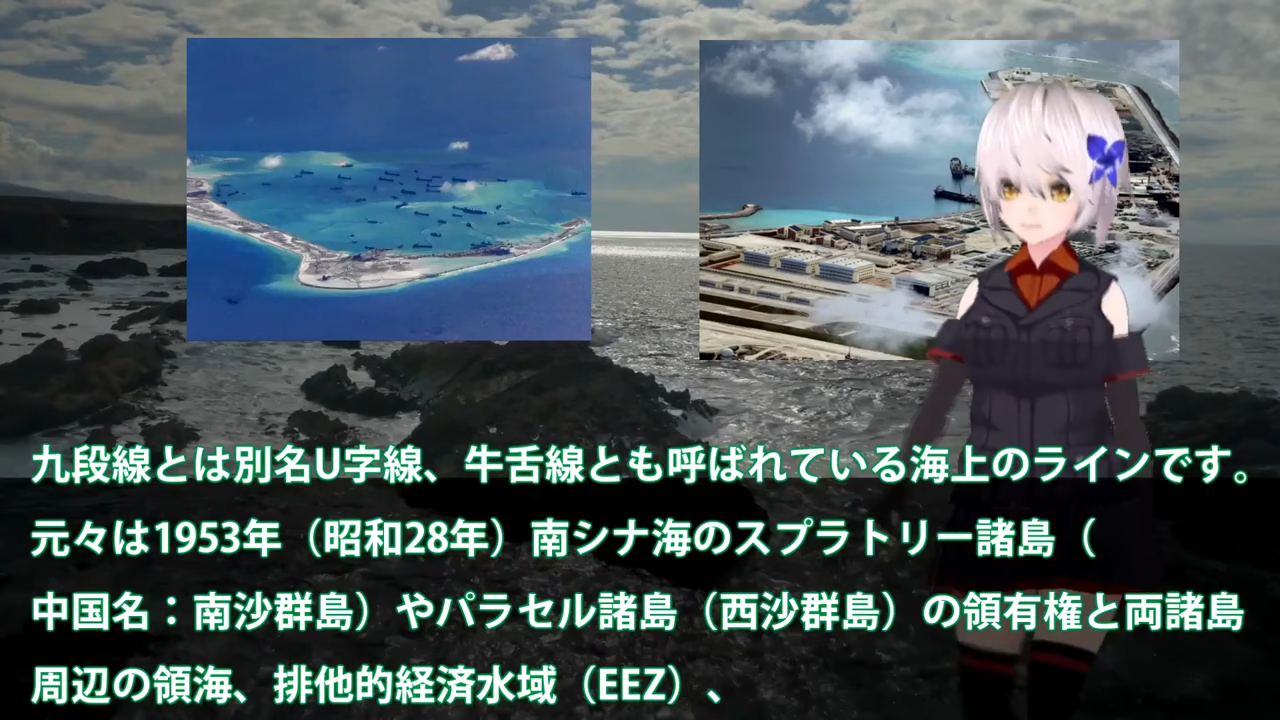 九段線とは別名U字線、牛舌線とも呼ばれている海上のラインです。
元々は1953年（昭和28年）南シナ海のスプラトリー諸島（
中国名：南沙群島）やパラセル諸島（西沙群島）の領有権と両諸島
周辺の領海、排他的経済水域（EEZ）、